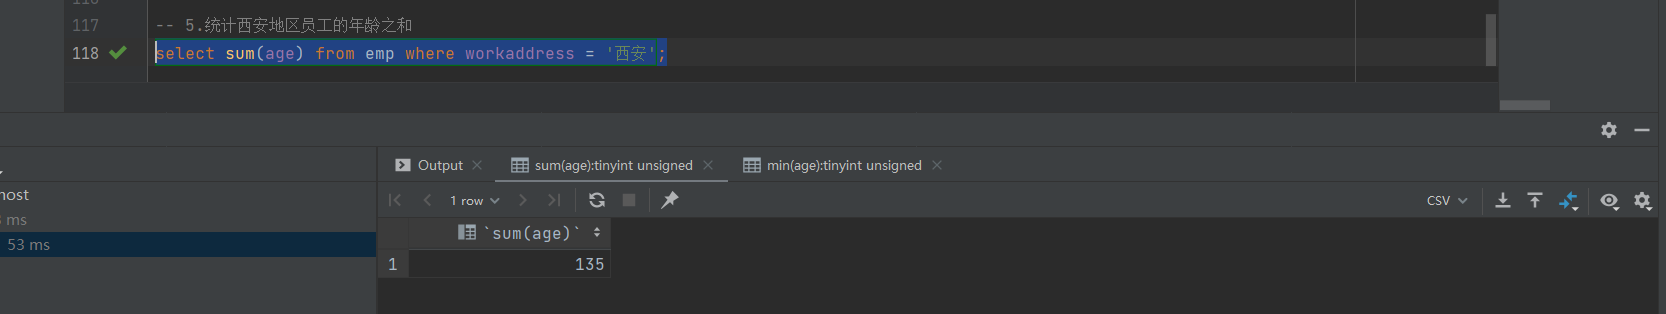 117 -- 5.统计西安地区员工的年龄之和
118 select sum(age) from emp where workaddress = '西安';
Output sum(age):tinyint unsigned min(age):tinyint unsigned
1 row CSV
ms
53 ms
`sum(age)`
1 135